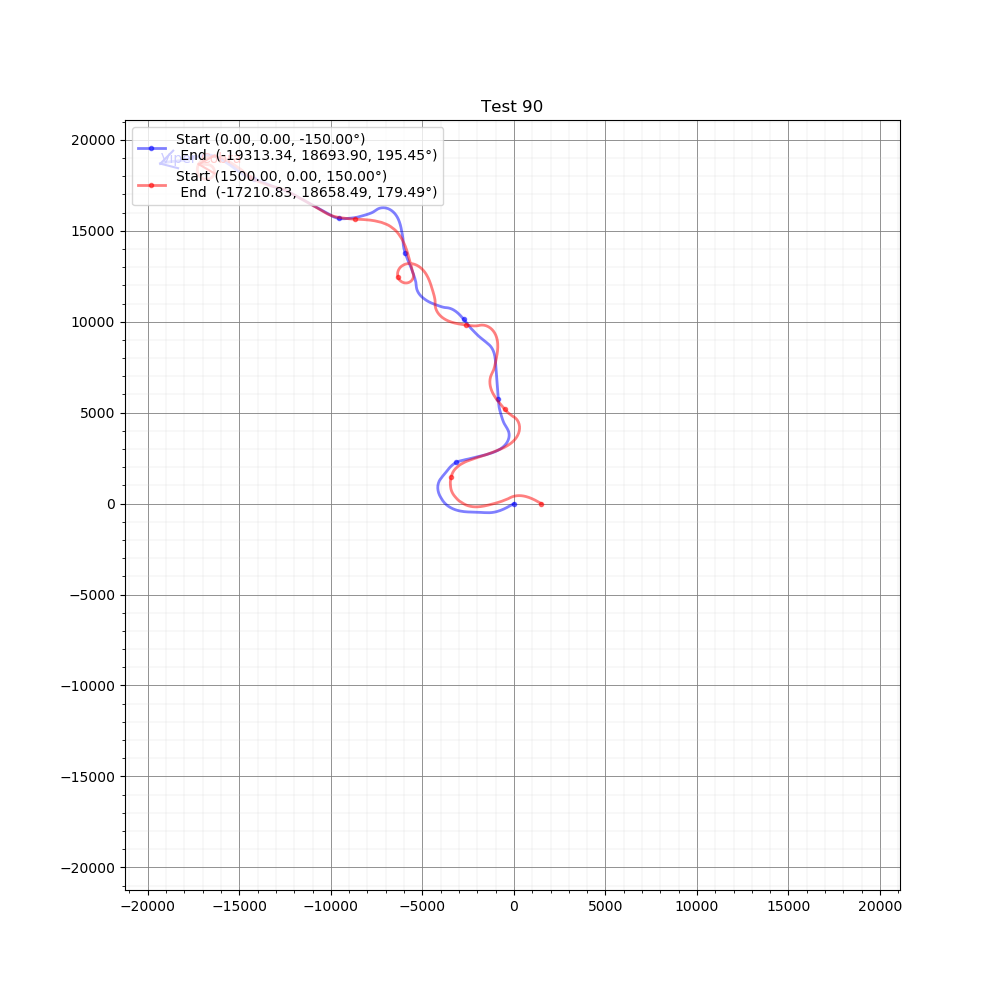 Test 90
Start (0.00, 0.00, -150.00°)
End (-19313.34, 18693.90, 195.45°)
Start (1500.00, 0.00, 150.00°)
End (-17210.83, 18658.49, 179.49°)
20000
15000
10000
5000
0
−5000
−10000
−15000
−20000
−20000 −15000 −10000 −5000 0 5000 10000 15000 20000